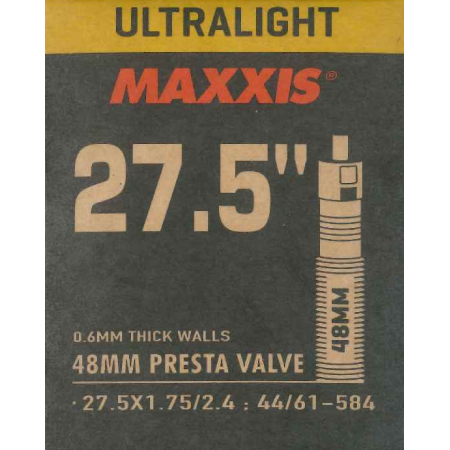 ULTRALIGHT
MAXXIS®
27.5"
48MM
0.6MM THICK WALLS
48MM PRESTA VALVE
· 27.5X1.75/2.4 : 44/61-584